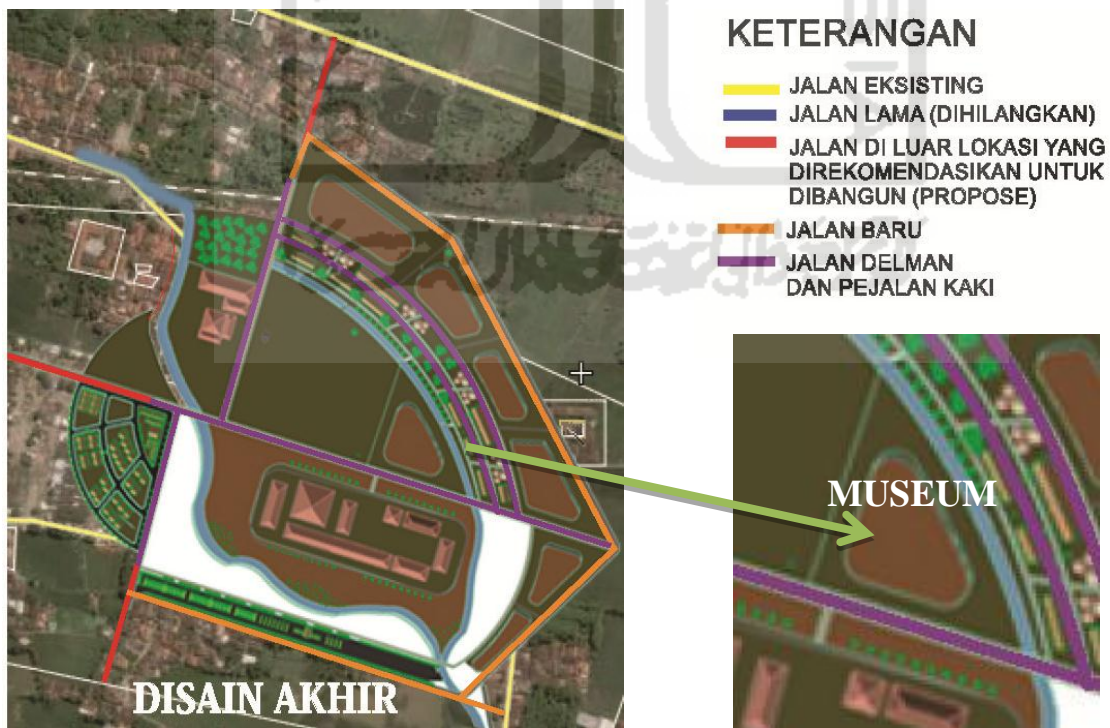 KETERANGAN
JALAN EKSISTING
JALAN LAMA (DIHILANGKAN)
JALAN DI LUAR LOKASI YANG
DIREKOMENDASIKAN UNTUK
DIBANGUN (PROPOSE)
JALAN BARU
JALAN DELMAN
DAN PEJALAN KAKI
MUSEUM
DISAIN AKHIR